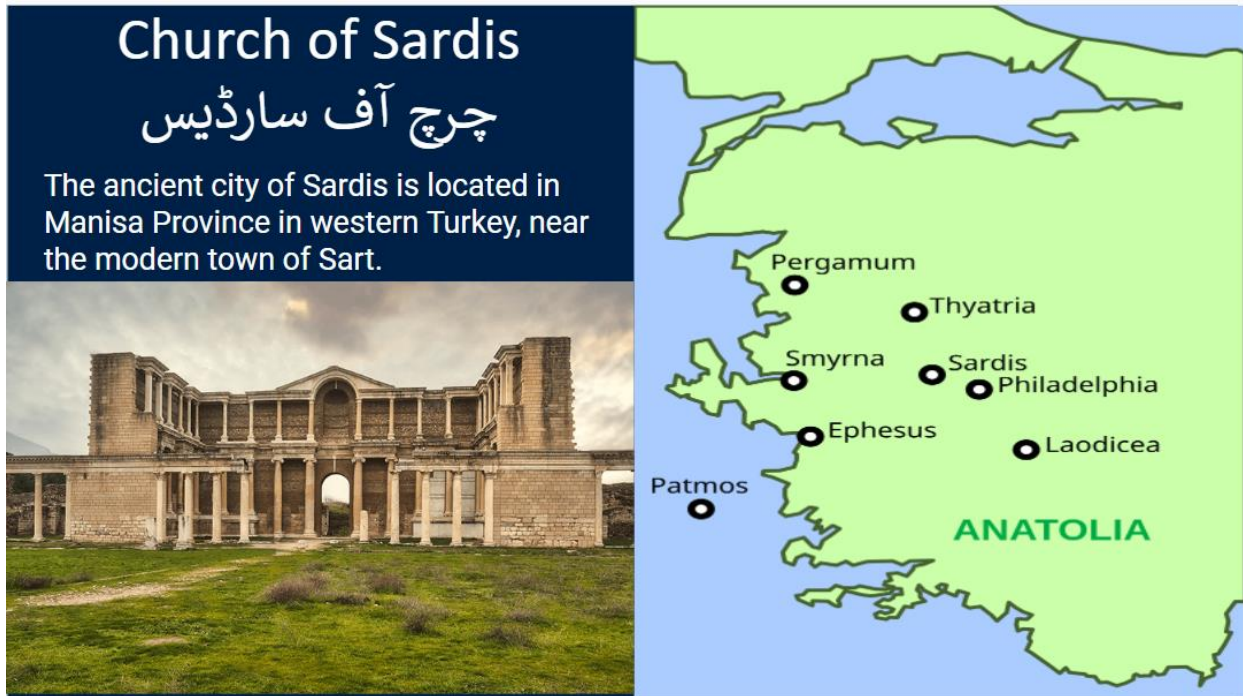 Church of Sardis
چرچ آف سارڈیس
The ancient city of Sardis is located in
Manisa Province in western Turkey, near
the modern town of Sart.
Pergamum
Thyatria
Smyrna
Sardis
Philadelphia
Ephesus
Laodicea
Patmos
ANATOLIA